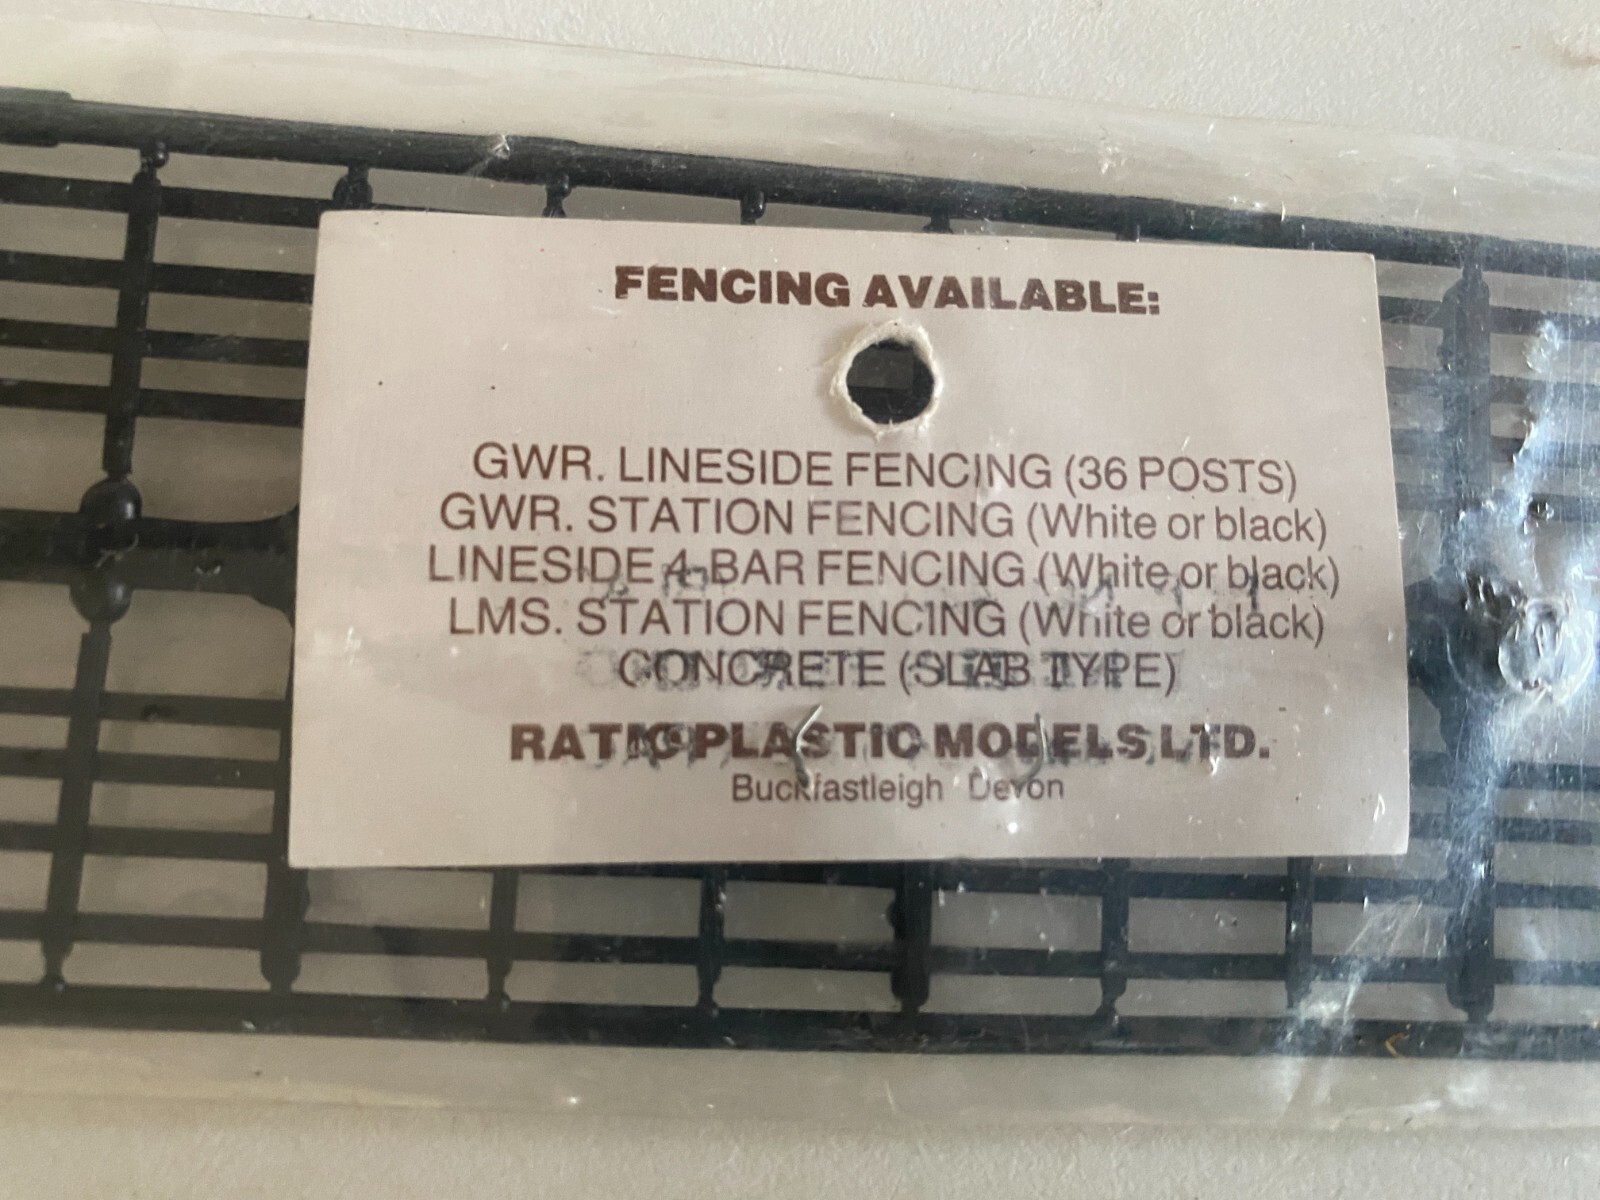 FENCING AVAILABLE:
GWR. LINESIDE FENCING (36 POSTS)
GWR. STATION FENCING (White or black)
LINESIDE 4-BAR FENCING (White or black)
LMS. STATION FENCING (White or black)
CONCRETE (SLAB TYPE)
RATIO PLASTIC MODELS LTD.
Buckfastleigh Devon